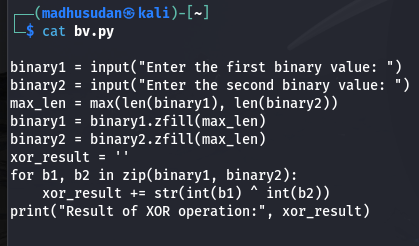 ┌──(madhusudan㉿kali)-[~]
└─$ cat bv.py
binary1 = input("Enter the first binary value: ")
binary2 = input("Enter the second binary value: ")
max_len = max(len(binary1), len(binary2))
binary1 = binary1.zfill(max_len)
binary2 = binary2.zfill(max_len)
xor_result = ''
for b1, b2 in zip(binary1, binary2):
    xor_result += str(int(b1) ^ int(b2))
print("Result of XOR operation:", xor_result)